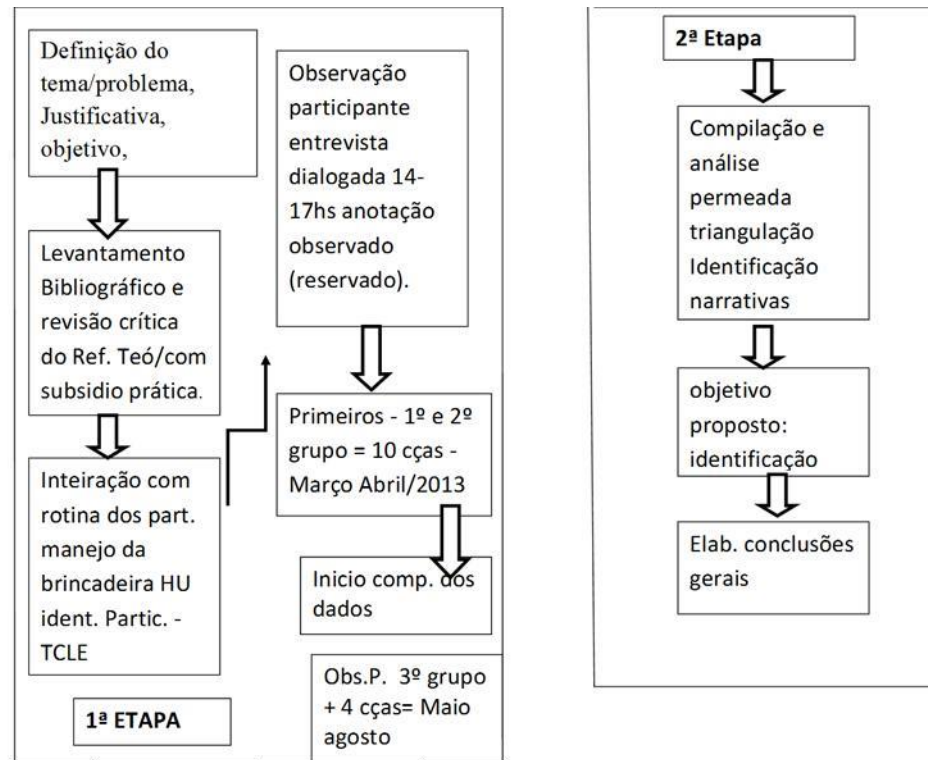 Definição do
tema/problema,
Justificativa,
objetivo,
Levantamento
Bibliográfico e
revisão crítica
do Ref. Teó/com
subsidio prática.
Inteiração com
rotina dos part.
manejo da
brincadeira HU
ident. Partic. -
TCLE
1ª ETAPA
Observação
participante
entrevista
dialogada 14-
17hs anotação
observado
(reservado).
Primeiros - 1º e 2º
grupo = 10 cças -
Março Abril/2013
Inicio comp. dos
dados
Obs.P. 3º grupo
+ 4 cças= Maio
agosto
2ª Etapa
Compilação e
análise
permeada
triangulação
Identificação
narrativas
objetivo
proposto:
identificação
Elab. conclusões
gerais